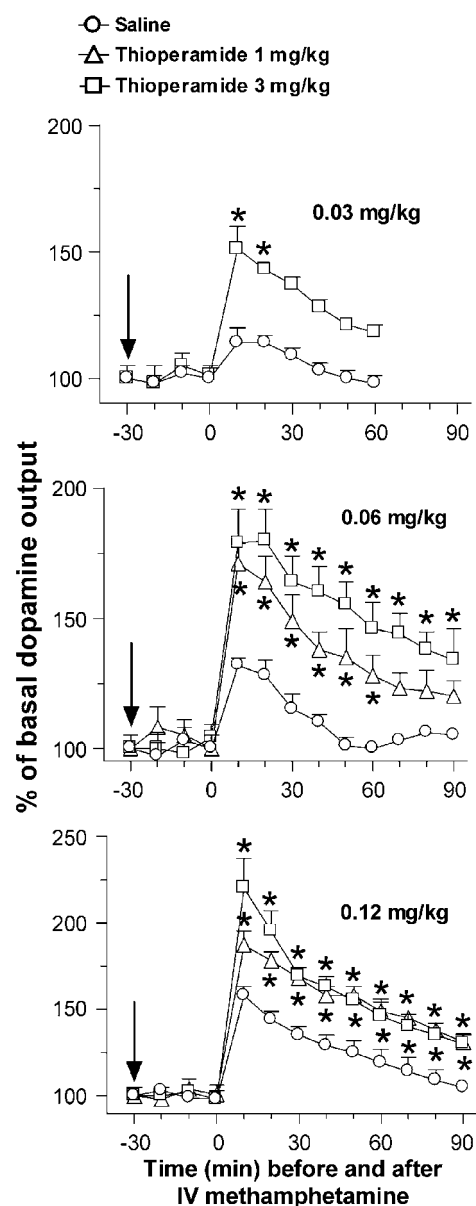 Saline
Thioperamide 1 mg/kg
Thioperamide 3 mg/kg
% of basal dopamine output
200
150
100
0.03 mg/kg
* *
-30 0 30 60 90
200
150
100
0.06 mg/kg
* * * * * * * * *
* * * * * *
-30 0 30 60 90
250
200
150
100
0.12 mg/kg
* * * * * * * * *
* * * * * * * * *
-30 0 30 60 90
Time (min) before and after
IV methamphetamine